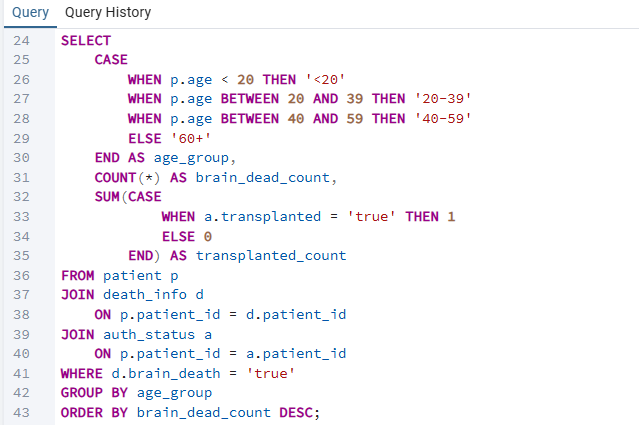 Query Query History
24 SELECT
25 CASE
26 WHEN p.age < 20 THEN '<20'
27 WHEN p.age BETWEEN 20 AND 39 THEN '20-39'
28 WHEN p.age BETWEEN 40 AND 59 THEN '40-59'
29 ELSE '60+'
30 END AS age_group,
31 COUNT(*) AS brain_dead_count,
32 SUM(CASE
33 WHEN a.transplanted = 'true' THEN 1
34 ELSE 0
35 END) AS transplanted_count
36 FROM patient p
37 JOIN death_info d
38 ON p.patient_id = d.patient_id
39 JOIN auth_status a
40 ON p.patient_id = a.patient_id
41 WHERE d.brain_death = 'true'
42 GROUP BY age_group
43 ORDER BY brain_dead_count DESC;